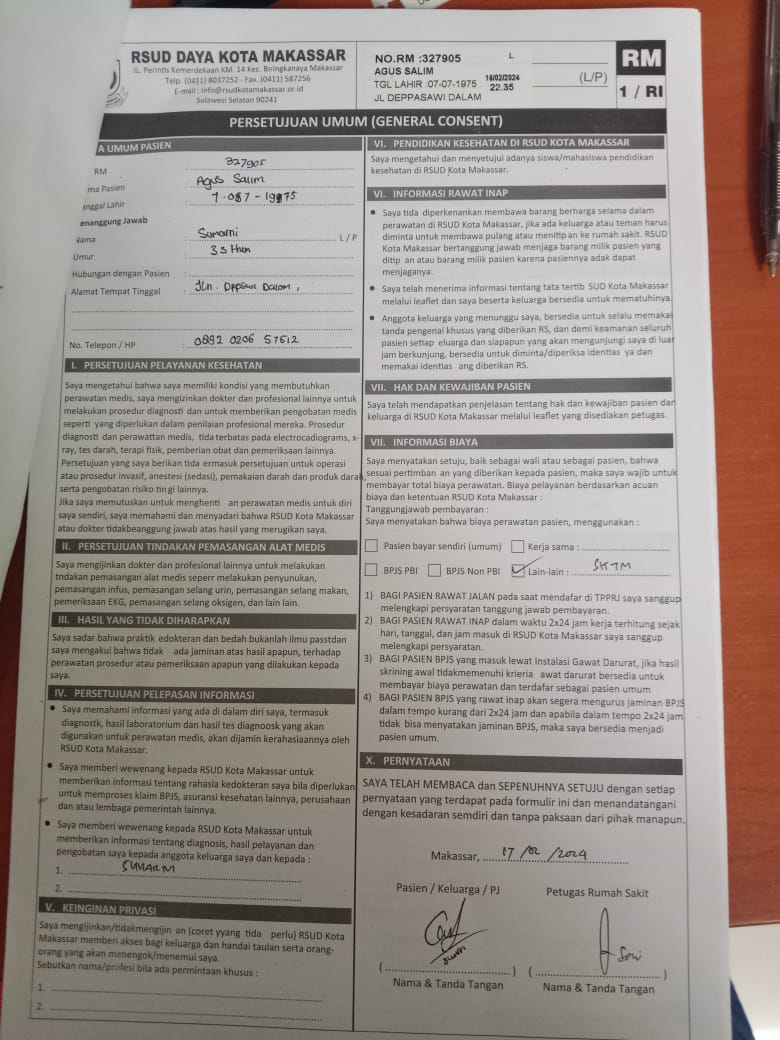 RSUD DAYA KOTA MAKASSAR
JL. Perintis Kemerdekaan KM. 14 Kec. Biringkanaya Makassar
Telp. (0411) 8037252 - Fax. (0411) 587256
E-mail : info@rsudkotamakassar.or.id
Sulawesi Selatan 90241
NO.RM :327905 L
AGUS SALIM
TGL LAHIR :07-07-1975
JL DEPPASAWI DALAM
16/02/2024
22.35
(L/P)
RM
1 / RI
PERSETUJUAN UMUM (GENERAL CONSENT)
A UMUM PASIEN
RM : 327905
ma Pasien : Agus Salim
anggal Lahir :
enanggung Jawab
Nama : L / P
Umur :
Hubungan dengan Pasien :
Alamat Tempat Tinggal : Jln.
No. Telepon / HP : 0892 0206 57612
I. PERSETUJUAN PELAYANAN KESEHATAN
Saya mengetahui bahwa saya memiliki kondisi yang membutuhkan
perawatan medis, saya mengizinkan dokter dan profesional lainnya untuk
melakukan prosedur diagnosti dan untuk memberikan pengobatan medis
seperti yang diperlukan dalam penilaian profesional mereka. Prosedur
diagnosti dan perawattan medis, tida terbatas pada electrocadiograms, x-
ray, tes darah, terapi fisik, pemberian obat dan pemeriksaan lainnya.
Persetujuan yang saya berikan tida ermasuk persetujuan untuk operasi
atau prosedur invasif, anestesi (sedasi), pemakaian darah dan produk darah,
serta pengobatan risiko tin gi lainnya.
Jika saya memutuskan untuk menghenti an perawatan medis untuk diri
saya sendiri, saya memahami dan menyadari bahwa RSUD Kota Makassar
atau dokter tidakbeanggung jawab atas hasil yang merugikan saya.
II. PERSETUJUAN TINDAKAN PEMASANGAN ALAT MEDIS
Saya mengijinkan dokter dan profesional lainnya untuk melakukan
tndakan pemasangan alat medis seperr melakukan penyunukan,
pemasangan infus, pemasangan selang urin, pemasangan selang makan,
pemeriksaan EKG, pemasangan selang oksigen, dan lain lain.
III. HASIL YANG TIDAK DIHARAPKAN
Saya sadar bahwa praktik edokteran dan bedah bukanlah ilmu passtdan
saya mengakui bahwa tidak ada jaminan atas hasil apapun, terhadap
perawatan prosedur atau pemeriksaan apapun yang dilakukan kepada
saya.
IV. PERSETUJUAN PELEPASAN INFORMASI
• Saya memahami informasi yang ada di dalam diri saya, termasuk
diagnostk, hasil laboratorium dan hasil tes diagnoosk yang akan
digunakan untuk perawatan medis, akan dijamin kerahasiaannya oleh
RSUD Kota Makassar.
• Saya memberi wewenang kepada RSUD Kota Makassar untuk
memberikan informasi tentang rahasia kedokteran saya bila diperlukan
untuk memproses klaim BPJS, asuransi kesehatan lainnya, perusahaan
dan atau lembaga pemerintah lainnya.
• Saya memberi wewenang kepada RSUD Kota Makassar untuk
memberikan informasi tentang diagnosis, hasil pelayanan dan
pengobatan saya kepada anggota keluarga saya dan kepada :
1.
2.
V. KEINGINAN PRIVASI
Saya mengijinkan/tidakmengijin an (coret yyang tida perlu) RSUD Kota
Makassar memberi akses bagi keluarga dan handai taulan serta orang-
orang yang akan menengok/menemui saya.
Sebutkan nama/profesi bila ada permintaan khusus :
1.
2.
VI. PENDIDIKAN KESEHATAN DI RSUD KOTA MAKASSAR
Saya mengetahui dan menyetujui adanya siswa/mahasiswa pendidikan
kesehatan di RSUD Kota Makassar.
VI. INFORMASI RAWAT INAP
• Saya tida diperkenankan membawa barang berharga selama dalam
perawatan di RSUD Kota Makassar, jika ada keluarga atau teman harus
diminta untuk membawa pulang atau menitip an ke rumah sakit. RSUD
Kota Makassar bertanggung jawab menjaga barang milik pasien yang
ditip an atau barang milik pasien karena pasiennya adak dapat
menjaganya.
• Saya telah menerima informasi tentang tata tertib SUD Kota Makassar
melalui leaflet dan saya beserta keluarga bersedia untuk mematuhinya.
• Anggota keluarga yang menunggu saya, bersedia untuk selalu memakai
tanda pengenal khusus yang diberikan RS, dan demi keamanan seluruh
pasien setiap eluarga dan siapapun yang akan mengunjungi saya di luar
jam berkunjung, bersedia untuk diminta/diperiksa identias ya dan
memakai identias ang diberikan RS.
VII. HAK DAN KEWAJIBAN PASIEN
Saya telah mendapatkan penjelasan tentang hak dan kewajiban pasien dan
keluarga di RSUD Kota Makassar melalui leaflet yang disediakan petugas.
VII. INFORMASI BIAYA
Saya menyatakan setuju, baik sebagai wali atau sebagai pasien, bahwa
sesuai pertimban an yang diberikan kepada pasien, maka saya wajib untuk
membayar total biaya perawatan. Biaya pelayanan berdasarkan acuan
biaya dan ketentuan RSUD Kota Makassar :
Tanggungjawab pembayaran :
Saya menyatakan bahwa biaya perawatan pasien, menggunakan :
Pasien bayar sendiri (umum) Kerja sama :
BPJS PBI BPJS Non PBI Lain-lain : SKTM
1) BAGI PASIEN RAWAT JALAN pada saat mendafar di TPPRJ saya sanggup
melengkapi persyaratan tanggung jawab pembayaran.
2) BAGI PASIEN RAWAT INAP dalam waktu 2x24 jam kerja terhitung sejak
hari, tanggal, dan jam masuk di RSUD Kota Makassar saya sanggup
melengkapi persyaratan.
3) BAGI PASIEN BPJS yang masuk lewat Instalasi Gawat Darurat, jika hasil
skrining awal tidakmemenuhi krieria awat darurat bersedia untuk
membayar biaya perawatan dan terdafar sebagai pasien umum
4) BAGI PASIEN BPJS yang rawat inap akan segera mengurus jaminan BPJS
dalam tempo kurang dari 2x24 jam dan apabila dalam tempo 2x24 jam
tidak bisa menyatakan jaminan BPJS, maka saya bersedia menjadi
pasien umum.
X. PERNYATAAN
SAYA TELAH MEMBACA dan SEPENUHNYA SETUJU dengan setiap
pernyataan yang terdapat pada formulir ini dan menandatangani
dengan kesadaran semdiri dan tanpa paksaan dari pihak manapun.
Makassar, 17 / 02 / 2024
Pasien / Keluarga / PJ Petugas Rumah Sakit
Nama & Tanda Tangan Nama & Tanda Tangan